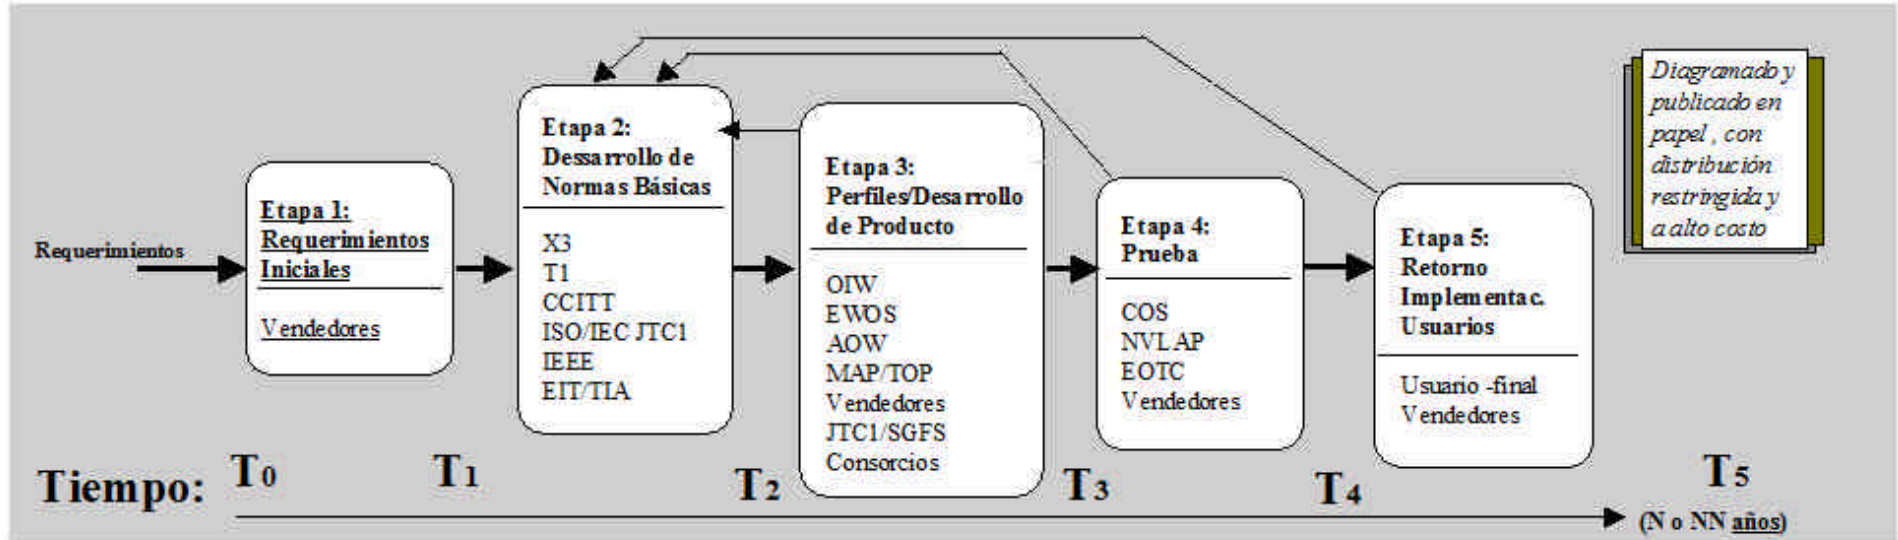 Requerimientos
Etapa 1:
Requerimientos
Iniciales
Vendedores
Etapa 2:
Dessarrollo de
Normas Básicas
X3
T1
CCITT
ISO/IEC JTC1
IEEE
EIT/TIA
Etapa 3:
Perfiles/Desarrollo
de Producto
OIW
EWOS
AOW
MAP/TOP
Vendedores
JTC1/SGFS
Consorcios
Etapa 4:
Prueba
COS
NVLAP
EOTC
Vendedores
Etapa 5:
Retorno
Implementac.
Usuarios
Usuario -final
Vendedores
Diagramado y
publicado en
papel , con
distribución
restringida y
a alto costo
Tiempo: T0 T1 T2 T3 T4 T5
(N o NN años)